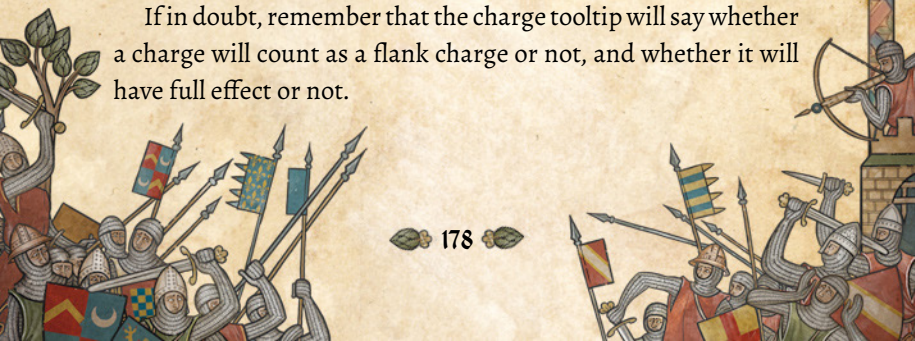 If in doubt, remember that the charge tooltip will say whether
a charge will count as a flank charge or not, and whether it will
have full effect or not.
178